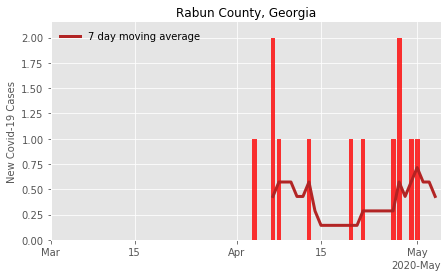 Rabun County, Georgia
7 day moving average
New Covid-19 Cases
2.00
1.75
1.50
1.25
1.00
0.75
0.50
0.25
0.00
Mar
15
Apr
15
May
2020-May